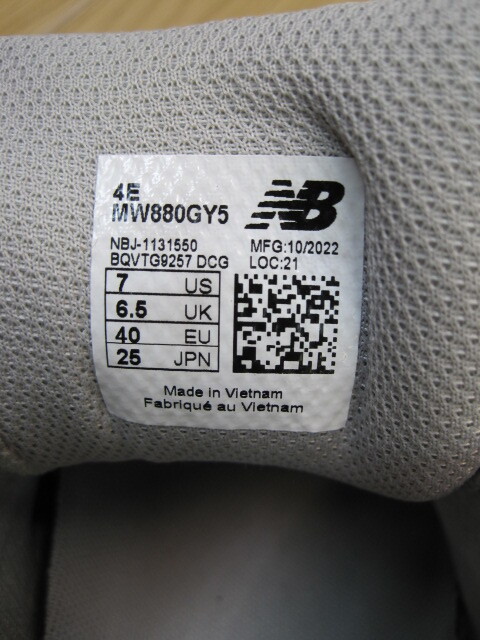 4E
MW880GY5
NB
NBJ-1131550
BQVTG9257 DCG
MFG:10/2022
LOC:21
7 US
6.5 UK
40 EU
25 JPN
Made in Vietnam
Fabriqué au Vietnam